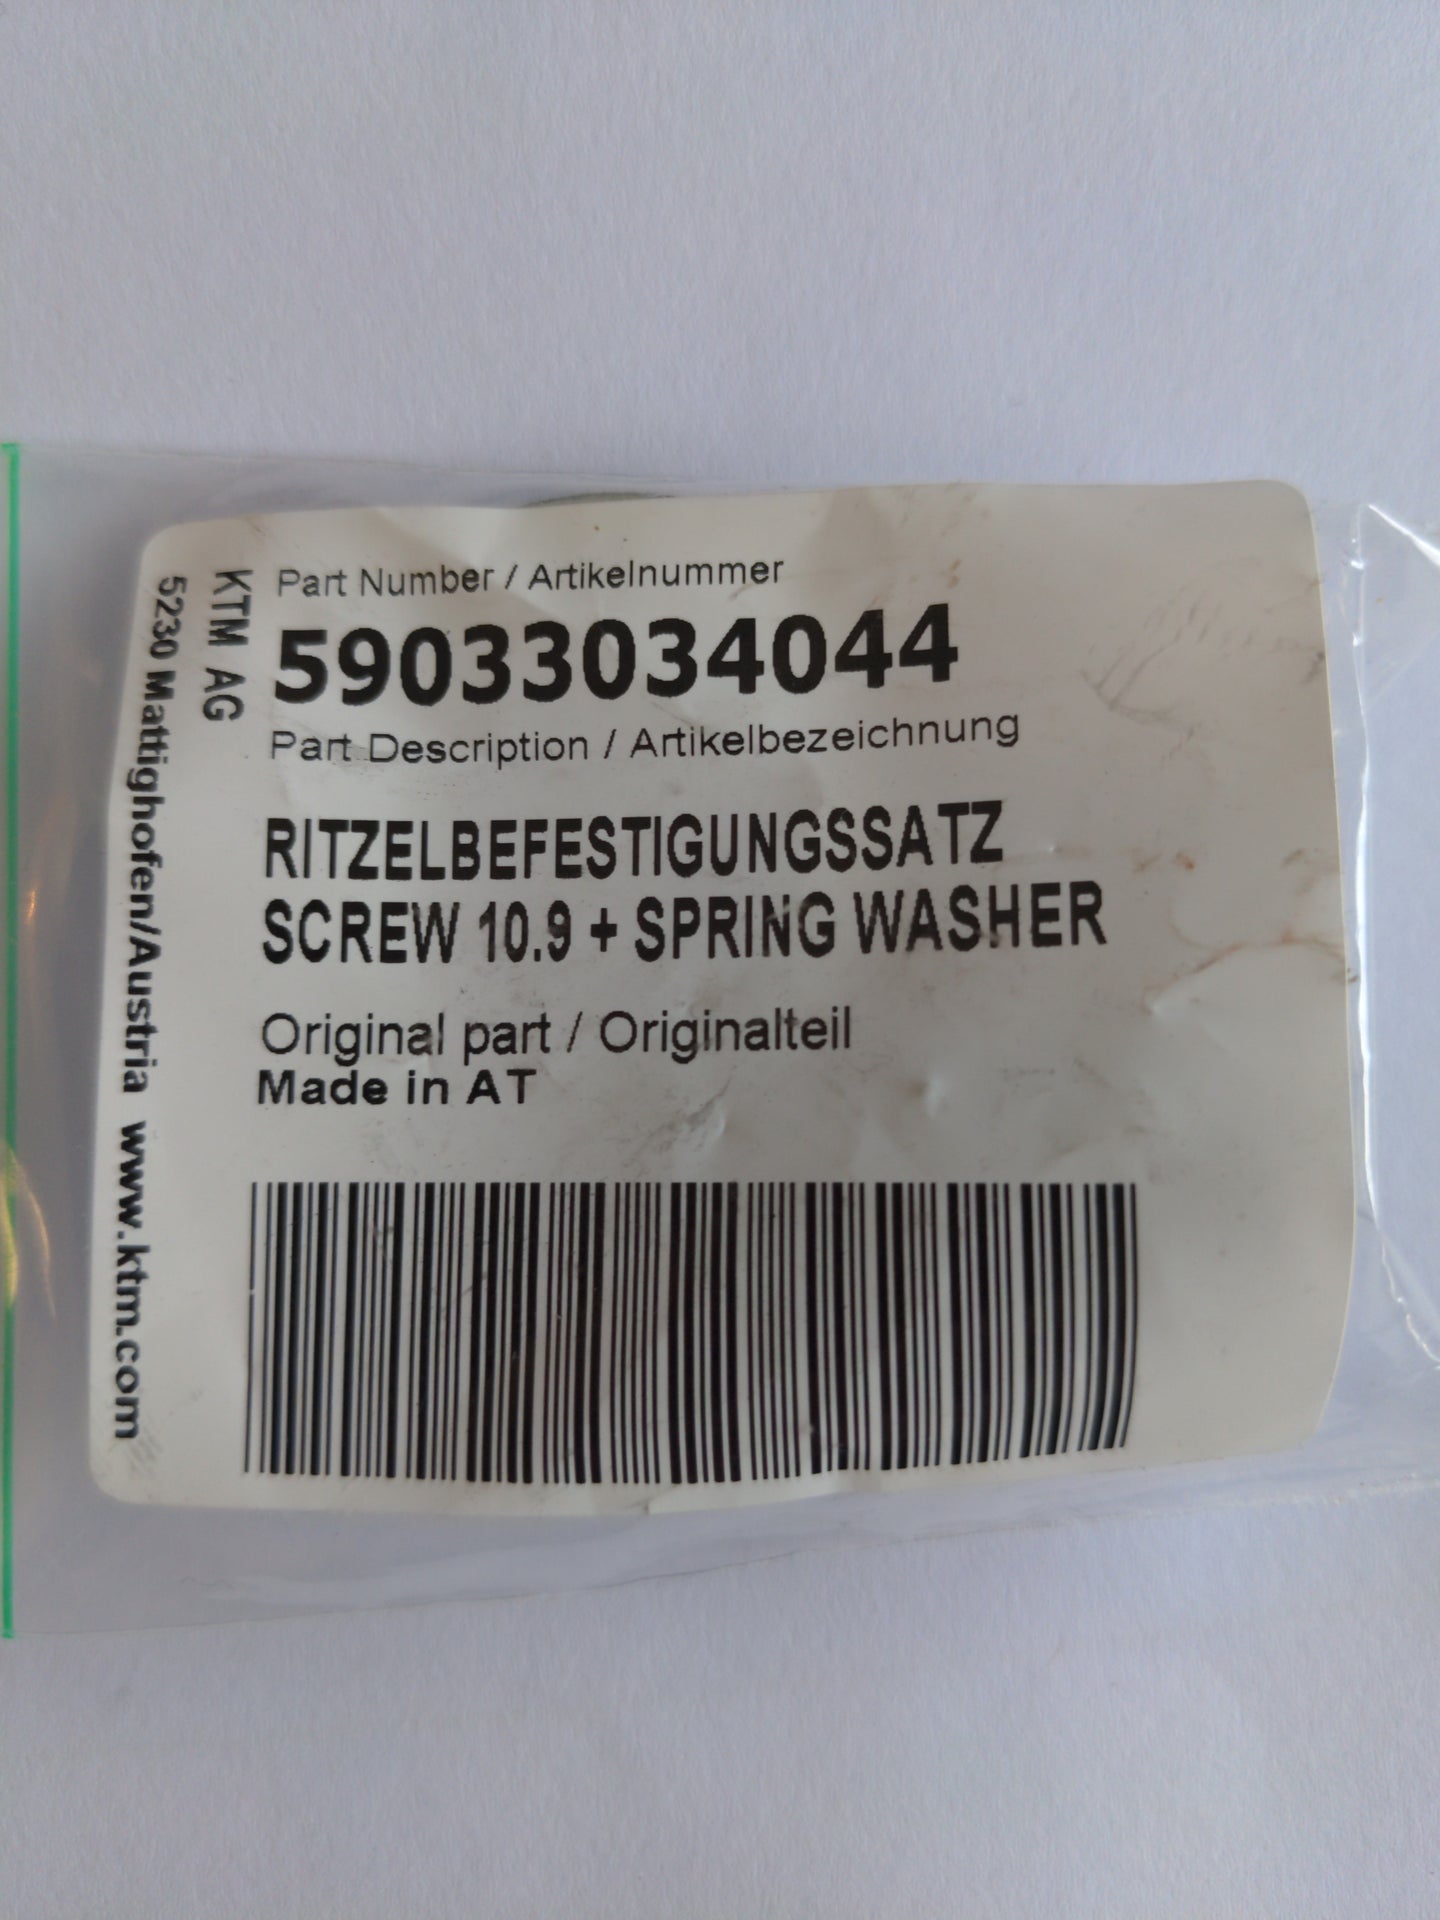 Part Number / Artikelnummer
59033034044
Part Description / Artikelbezeichnung
RITZELBEFESTIGUNGSSATZ
SCREW 10.9 + SPRING WASHER
Original part / Originalteil
Made in AT
KTM AG
5230 Mattighofen/Austria www.ktm.com